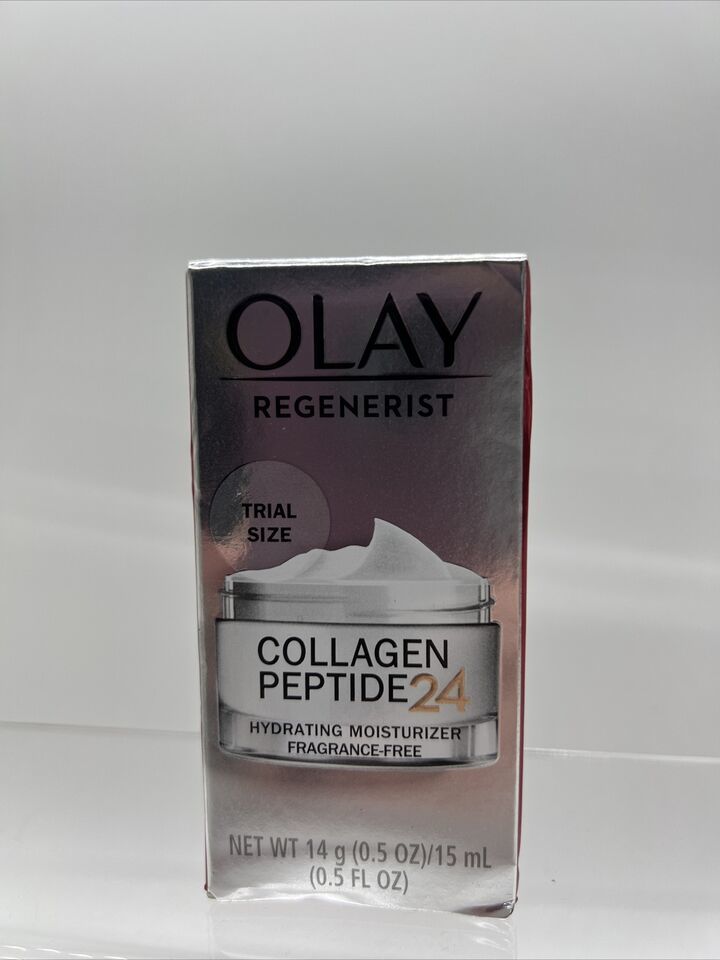 OLAY
REGENERIST
TRIAL
SIZE
COLLAGEN
PEPTIDE24
HYDRATING MOISTURIZER
FRAGRANCE-FREE
NET WT 14 g (0.5 OZ)/15 mL
(0.5 FL OZ)